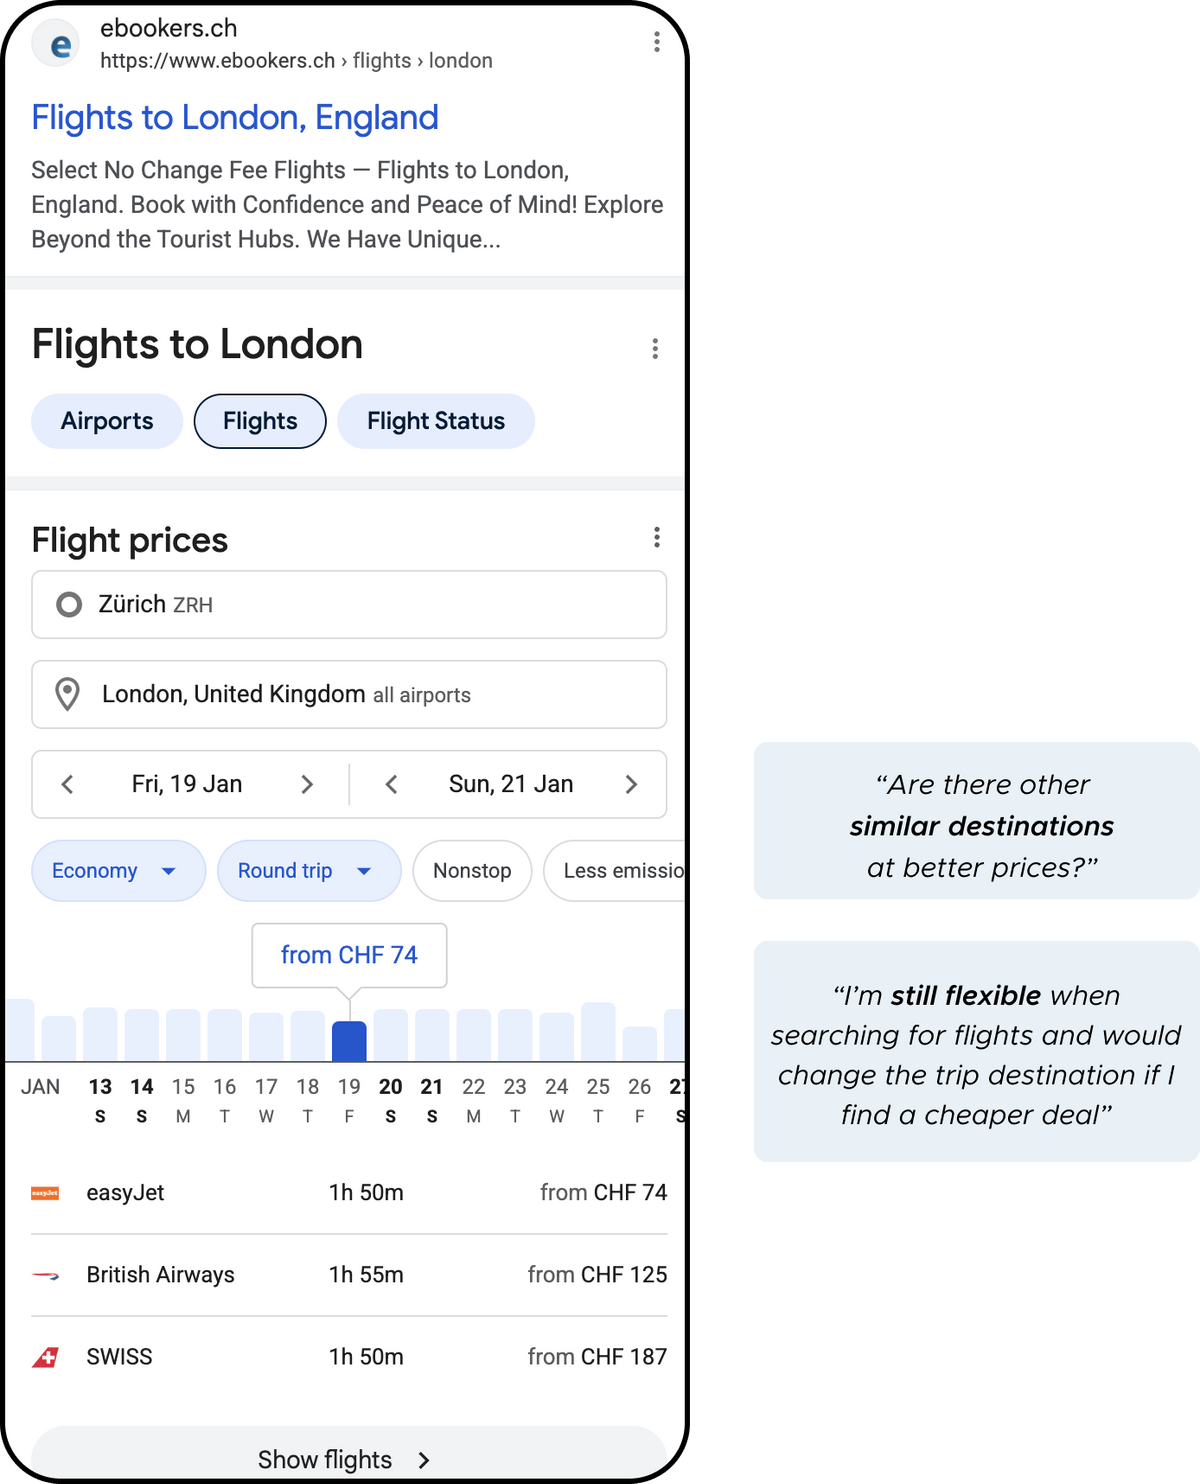 e
ebookers.ch
https://www.ebookers.ch › flights › london
Flights to London, England
Select No Change Fee Flights — Flights to London,
England. Book with Confidence and Peace of Mind! Explore
Beyond the Tourist Hubs. We Have Unique...
Flights to London
Airports Flights Flight Status
Flight prices
Zürich ZRH
London, United Kingdom all airports
Fri, 19 Jan Sun, 21 Jan
Economy Round trip Nonstop Less emissio
from CHF 74
JAN 13 14 15 16 17 18 19 20 21 22 23 24 25 26 27
S S M T W T F S S M T W T F S
easyJet easyJet 1h 50m from CHF 74
British Airways 1h 55m from CHF 125
SWISS 1h 50m from CHF 187
Show flights
“Are there other
similar destinations
at better prices?”
“I’m still flexible when
searching for flights and would
change the trip destination if I
find a cheaper deal”